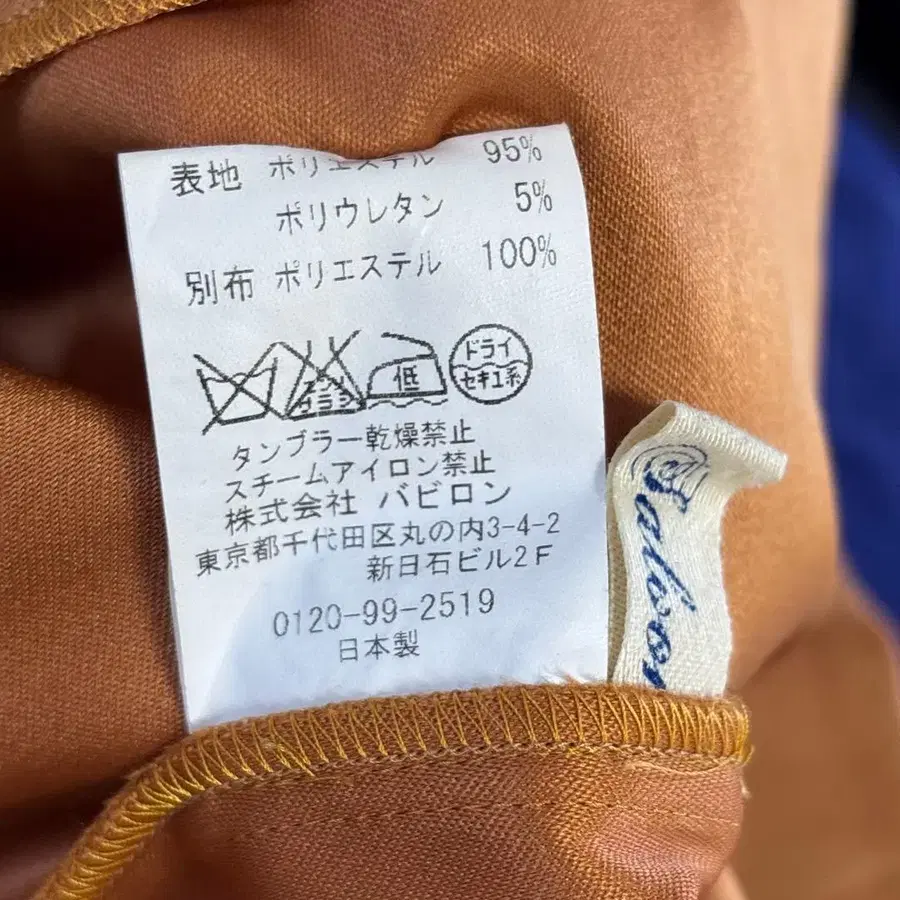 表地 ポリエステル 95%
ポリウレタン 5%
別布 ポリエステル 100%
低
ドライ
セキユ系
タンブラー乾燥禁止
スチームアイロン禁止
株式会社 バビロン
東京都千代田区丸の内3-4-2
新日石ビル2F
0120-99-2519
日本製